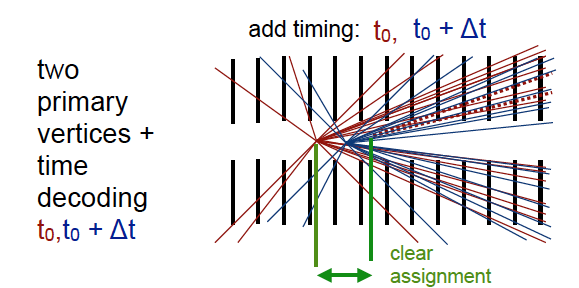 add timing: t₀, t₀ + Δt
two
primary
vertices +
time
decoding
t₀,t₀ + Δt
clear
assignment